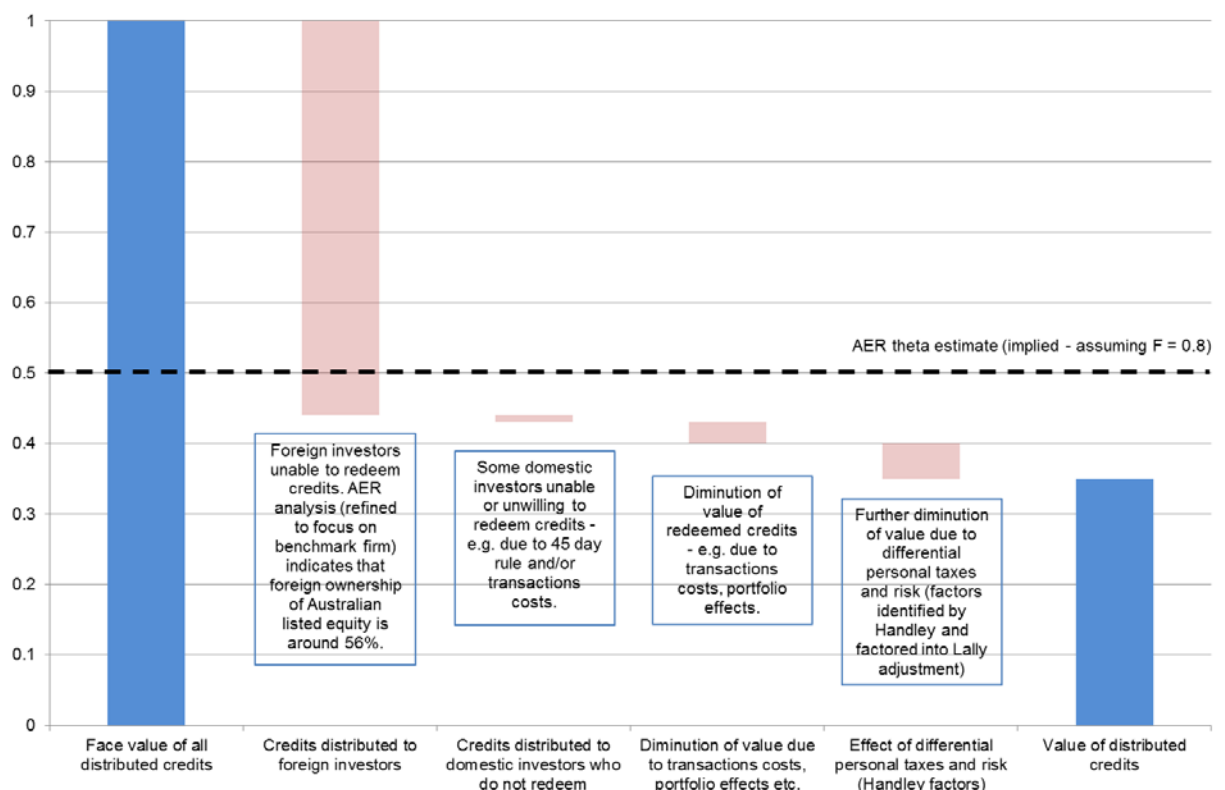 1
0.9
0.8
0.7
0.6
AER theta estimate (implied - assuming F = 0.8)
0.5
0.4
0.3
0.2
0.1
0
Foreign investors
unable to redeem
credits. AER
analysis (refined
to focus on
benchmark firm)
indicates that
foreign ownership
of Australian
listed equity is
around 56%.
Some domestic
investors unable
or unwilling to
redeem credits -
e.g. due to 45 day
rule and/or
transactions
costs.
Diminution of
value of
redeemed credits
- e.g. due to
transactions
costs, portfolio
effects.
Further diminution
of value due to
differential
personal taxes
and risk (factors
identified by
Handley and
factored into Lally
adjustment)
Face value of all
distributed credits
Credits distributed to
foreign investors
Credits distributed to
domestic investors who
do not redeem
Diminution of value due
to transactions costs,
portfolio effects etc.
Effect of differential
personal taxes and risk
(Handley factors)
Value of distributed
credits